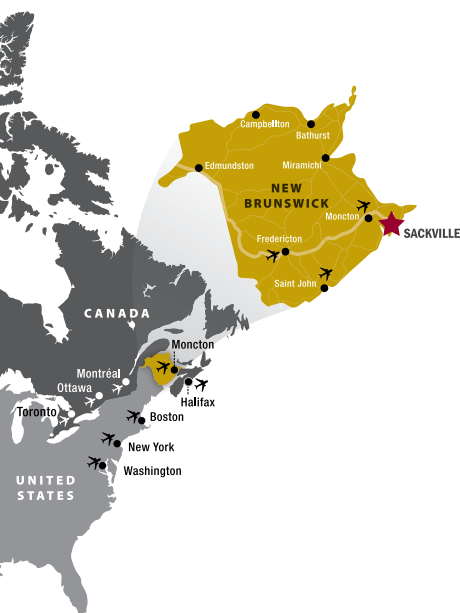 Campbellton
Bathurst
Edmundston
Miramichi
NEW
BRUNSWICK
Moncton
SACKVILLE
Fredericton
Saint John
CANADA
Moncton
Montréal
Ottawa
Halifax
Toronto
Boston
New York
Washington
UNITED
STATES